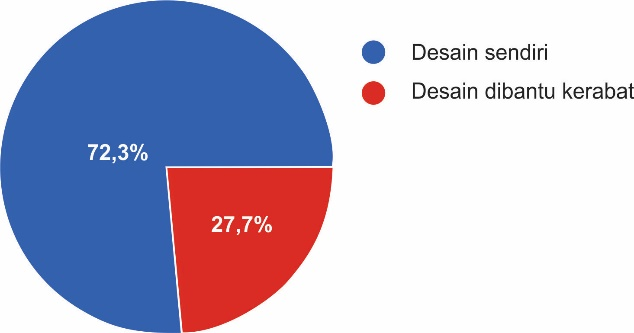 Desain sendiri
Desain dibantu kerabat
72,3%
27,7%